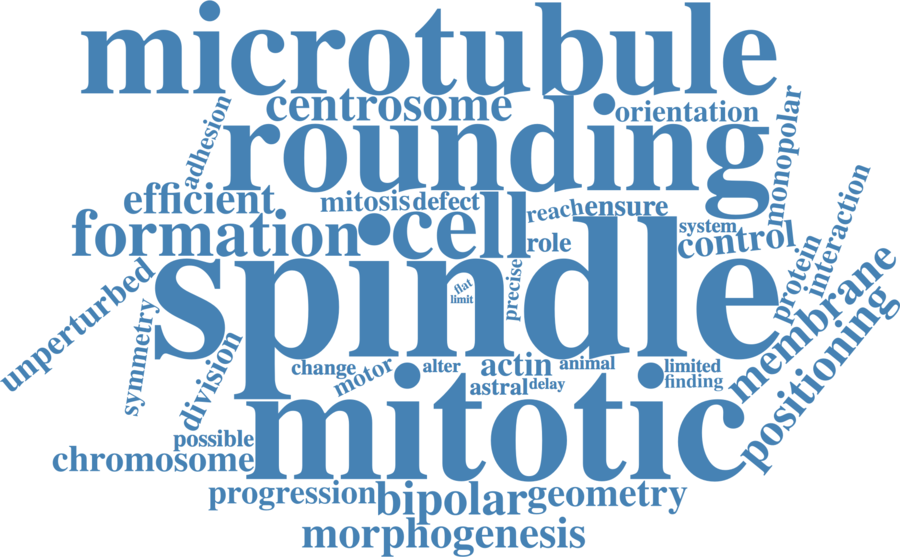 microtubule
centrosome
orientation
adhesion
rounding
monopolar
efficient
mitosis
defect
reach
ensure
interaction
formation
cell
role
system
control
spindle
precise
flat
limit
protein
membrane
unperturbed
symmetry
division
change
motor
alter
actin
animal
limited
positioning
astral
delay
finding
mitotic
possible
chromosome
progression
bipolar
geometry
morphogenesis